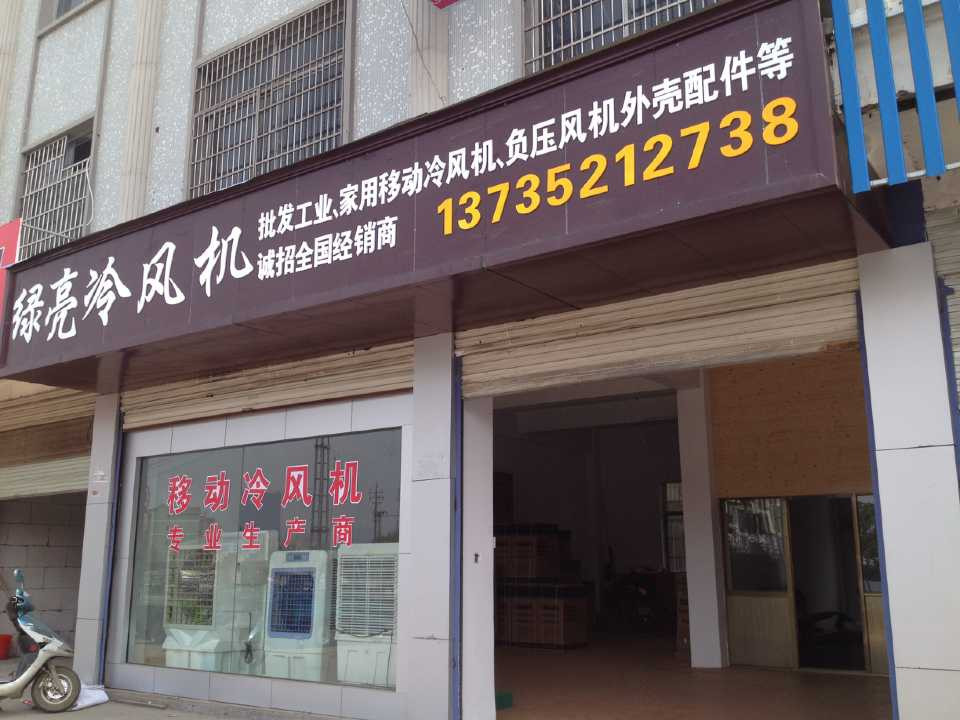 绿亮冷风机
批发工业、家用移动冷风机、负压风机外壳配件等
诚招全国经销商
13735212738
移动冷风机
专业生产商